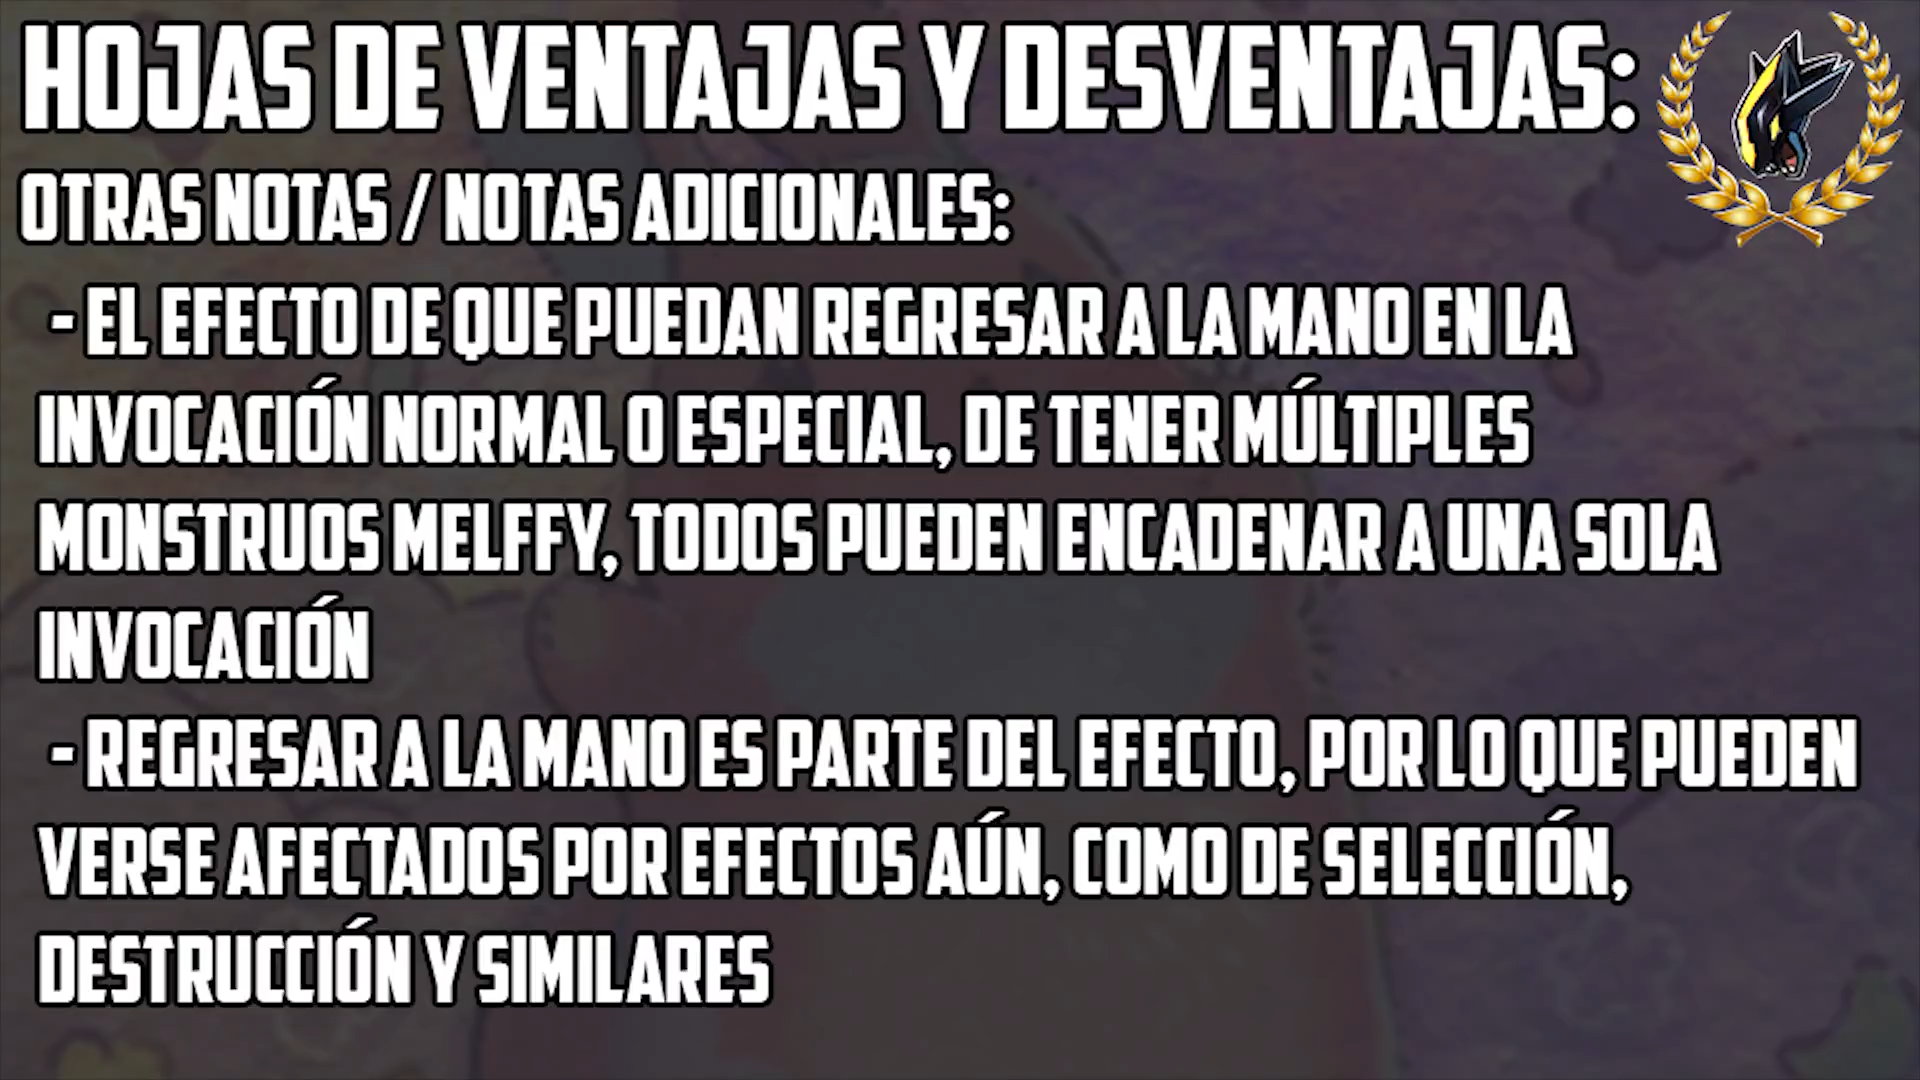 HOJAS DE VENTAJAS Y DESVENTAJAS:
OTRAS NOTAS / NOTAS ADICIONALES:
- EL EFECTO DE QUE PUEDAN REGRESAR A LA MANO EN LA
INVOCACIÓN NORMAL O ESPECIAL, DE TENER MÚLTIPLES
MONSTRUOS MELFFY, TODOS PUEDEN ENCADENAR A UNA SOLA
INVOCACIÓN
- REGRESAR A LA MANO ES PARTE DEL EFECTO, POR LO QUE PUEDEN
VERSE AFECTADOS POR EFECTOS AÚN, COMO DE SELECCIÓN,
DESTRUCCIÓN Y SIMILARES